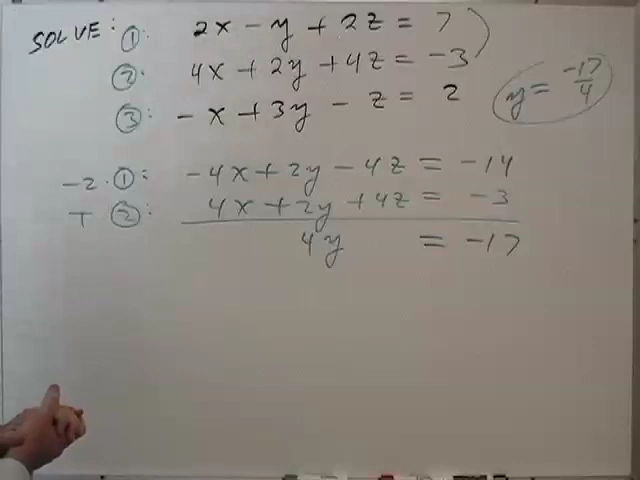 SOLVE: ①: 2x - y + 2z = 7
②: 4x + 2y + 4z = -3
③: -x + 3y - z = 2
y = -17/4
-2·①: -4x + 2y - 4z = -14
+ ②: 4x + 2y + 4z = -3
4y = -17